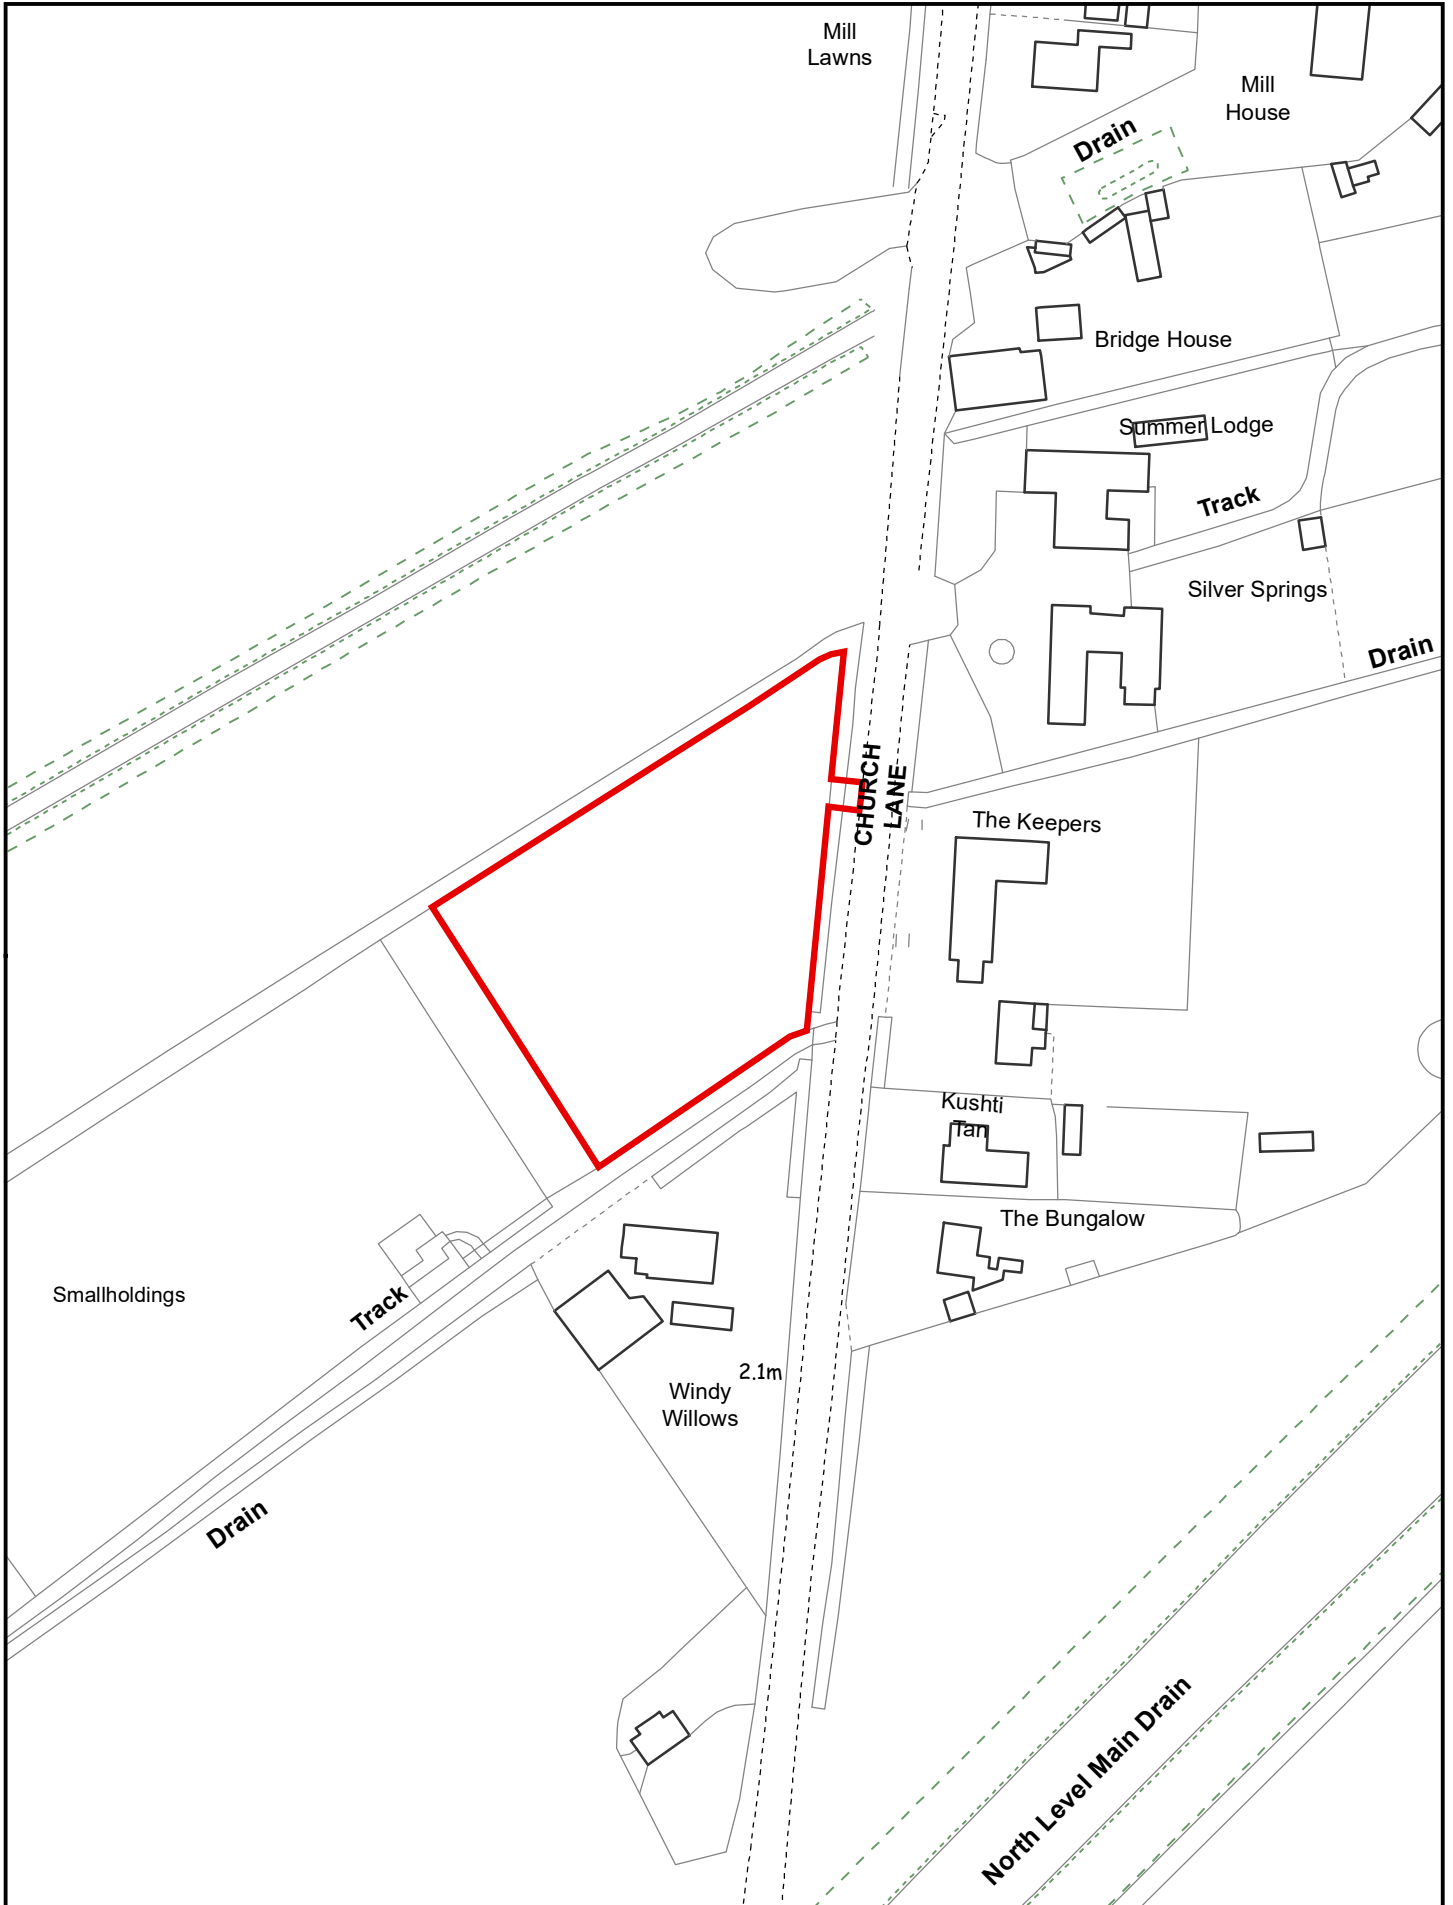 Mill
Lawns
Mill
House
Drain
Bridge House
Summer Lodge
Track
Silver Springs
Drain
CHURCH
LANE
The Keepers
Kushti
Tan
The Bungalow
Smallholdings
Track
2.1m
Windy
Willows
Drain
North Level Main Drain